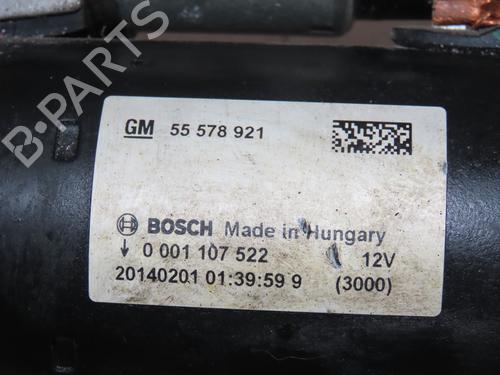 GM 55 578 921
BOSCH Made in Hungary
0 001 107 522 12V
20140201 01:39:59 9 (3000)
B-PARTS